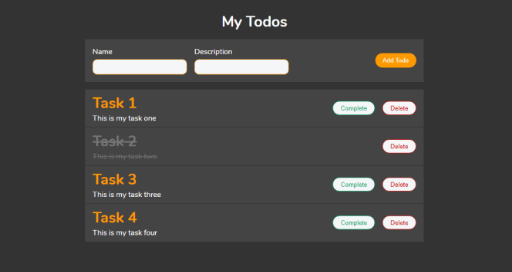 My Todos
Name Description
Add Todo
Task 1
This is my task one
Complete Delete
Task 2
This is my task two
Delete
Task 3
This is my task three
Complete Delete
Task 4
This is my task four
Complete Delete